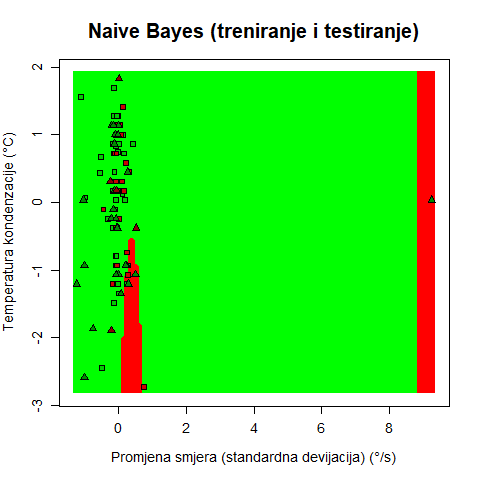 Naive Bayes (treniranje i testiranje)
Temperatura kondenzacije (°C)
2
1
0
-1
-2
-3
0 2 4 6 8
Promjena smjera (standardna devijacija) (°/s)